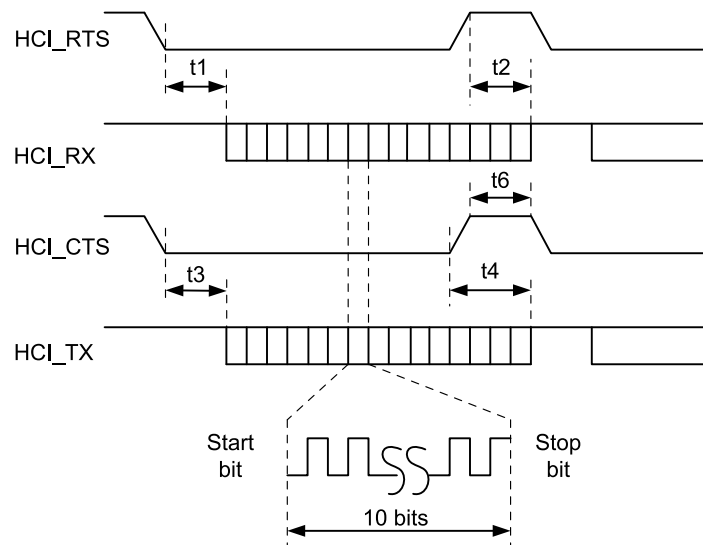 HCI_RTS
t1
t2
HCI_RX
t6
HCI_CTS
t3
t4
HCI_TX
Start
bit
Stop
bit
10 bits